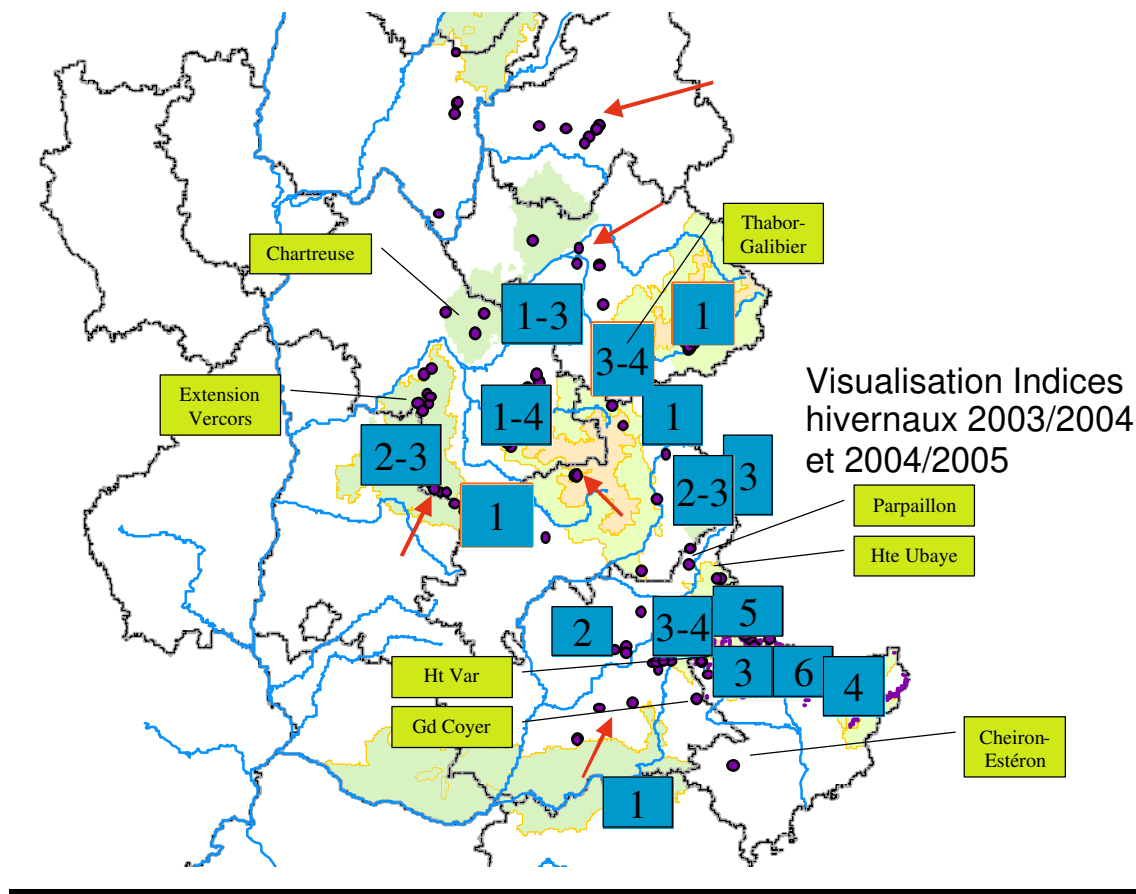 Thabor-
Galibier
Chartreuse
1-3
1
3-4
Extension
Vercors
1-4
1
Visualisation Indices
hivernaux 2003/2004
et 2004/2005
2-3
3
2-3
1
Parpaillon
Hte Ubaye
5
2
3-4
Ht Var
3
6
4
Gd Coyer
Cheiron-
Estéron
1